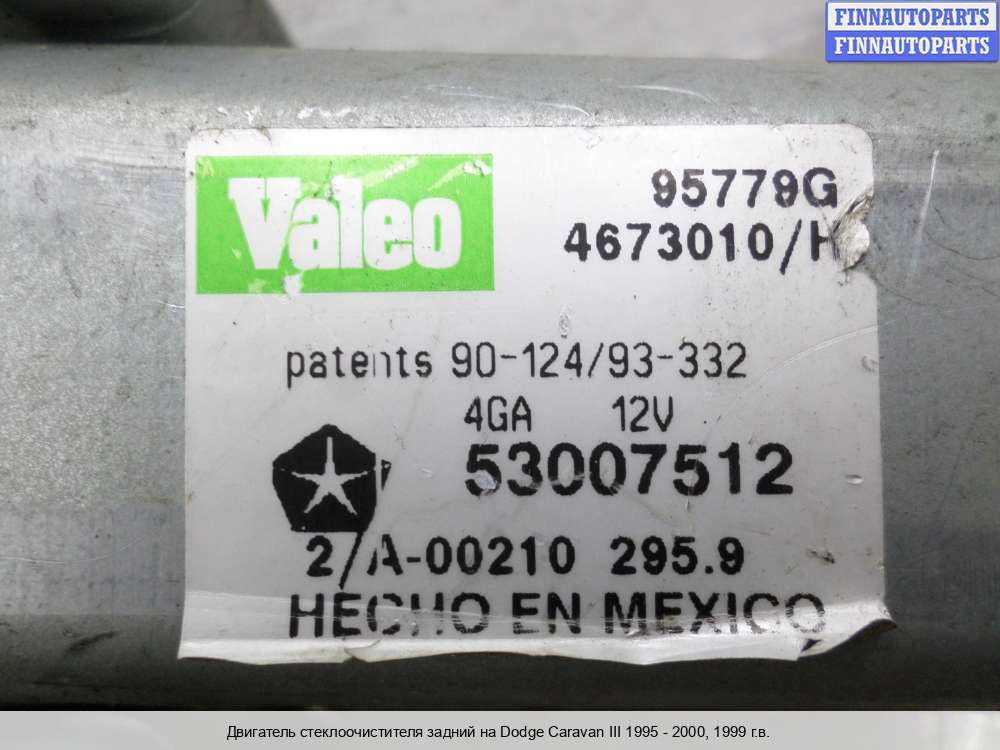 FINNAUTOPARTS
FINNAUTOPARTS
Valeo
95779G
4673010/H
patents 90-124/93-332
4GA 12V
53007512
2/A-00210 295.9
HECHO EN MEXICO
Двигатель стеклоочистителя задний на Dodge Caravan III 1995 - 2000, 1999 г.в.